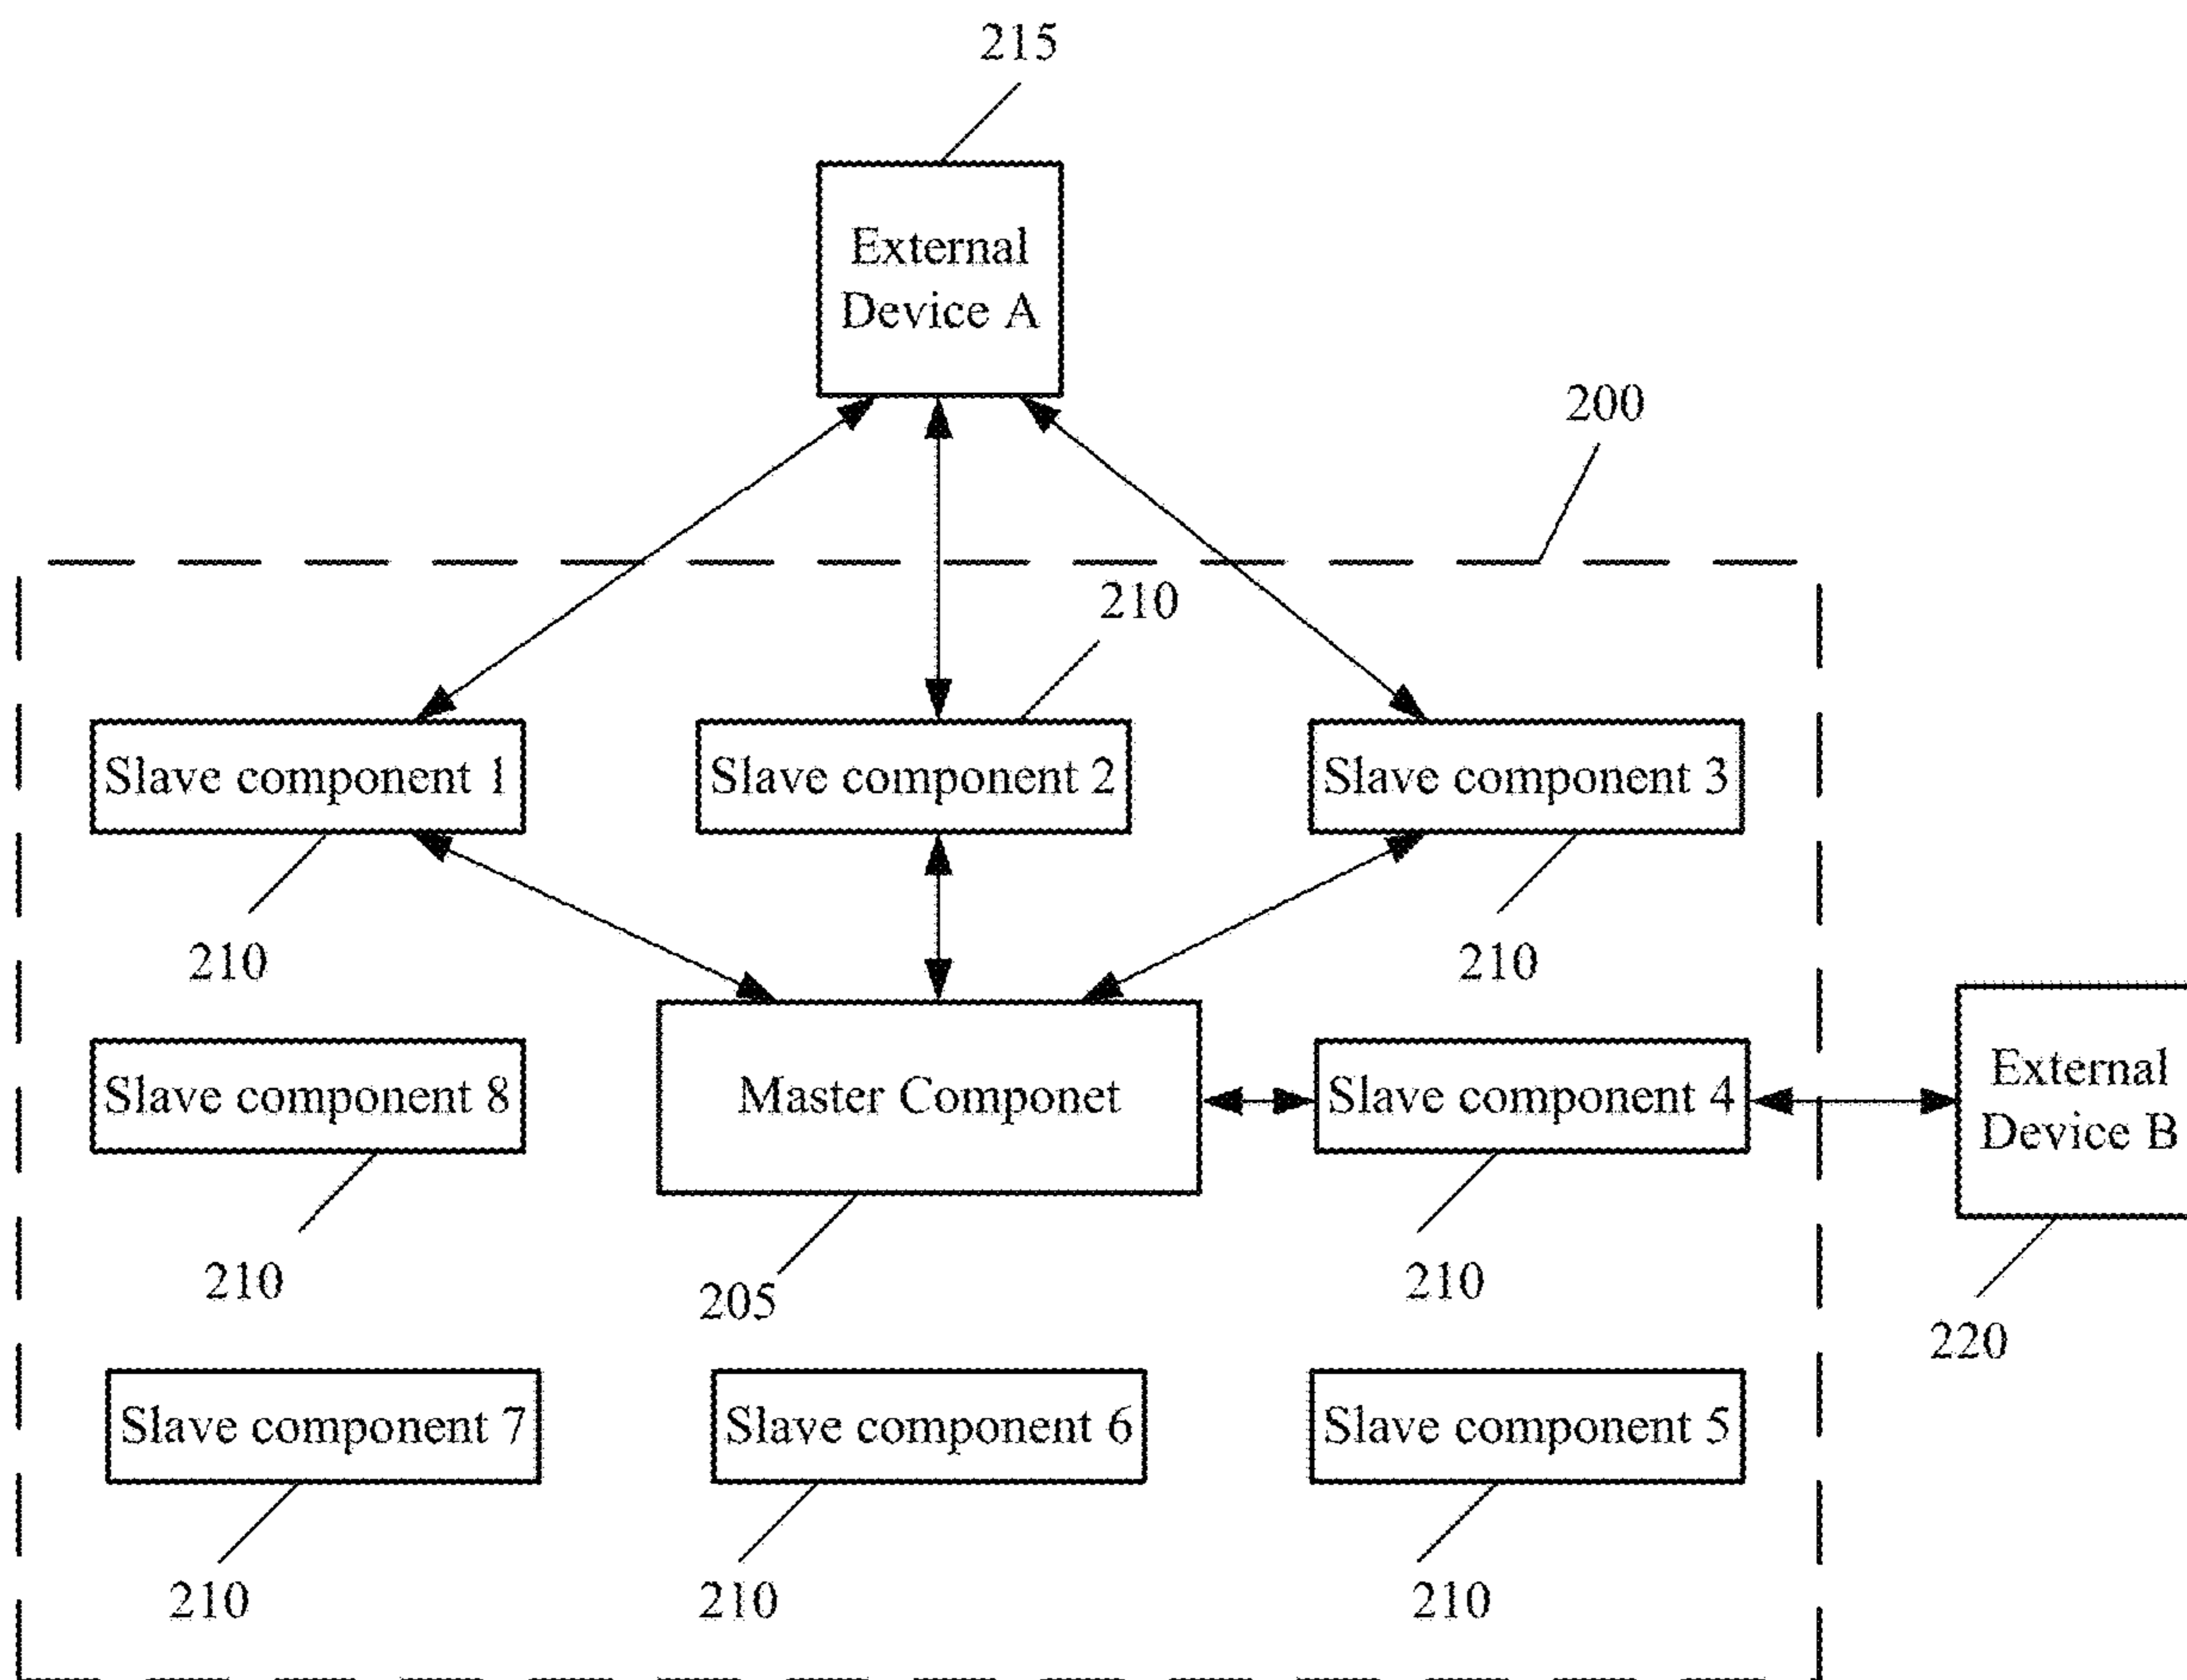 215
External
Device A
200
210
Slave component 1
Slave component 2
Slave component 3
210
210
Slave component 8
Master Componet
Slave component 4
External
Device B
210
205
210
220
Slave component 7
Slave component 6
Slave component 5
210
210
210